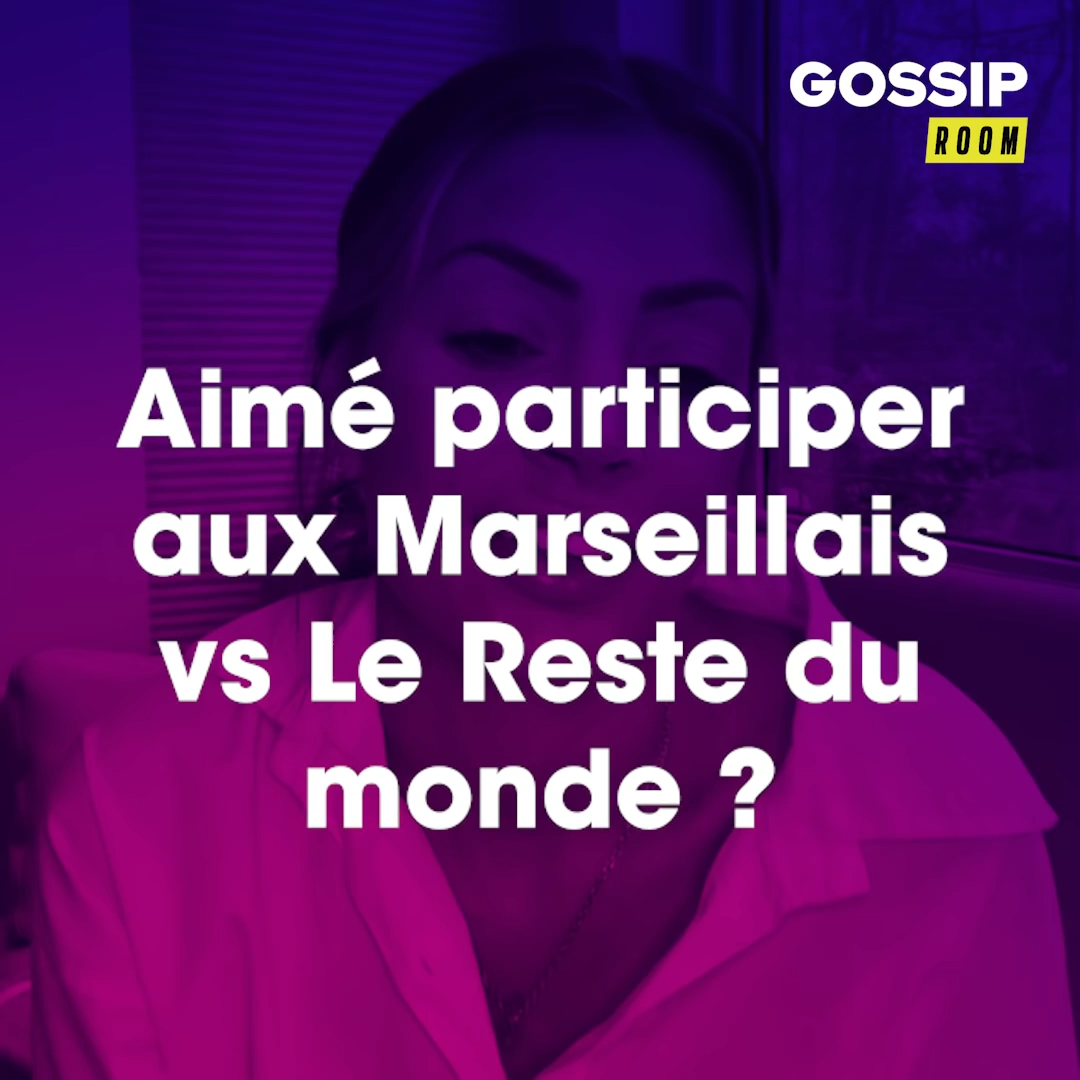 GOSSIP
ROOM
Aimé participer
aux Marseillais
vs Le Reste du
monde ?